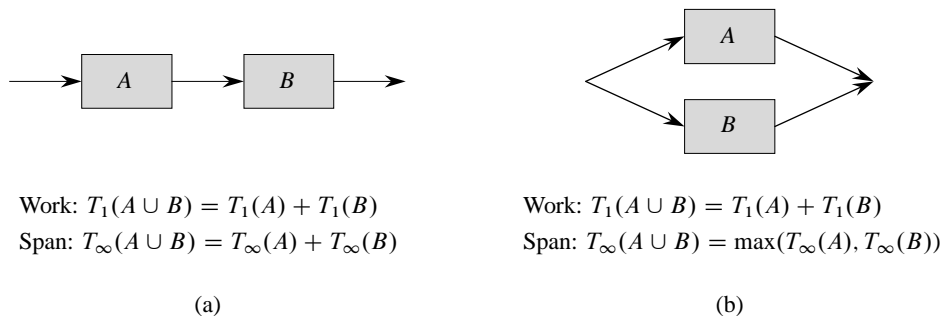 A
B
Work: T₁(A ∪ B) = T₁(A) + T₁(B)
Span: T∞(A ∪ B) = T∞(A) + T∞(B)
(a)
A
B
Work: T₁(A ∪ B) = T₁(A) + T₁(B)
Span: T∞(A ∪ B) = max(T∞(A), T∞(B))
(b)